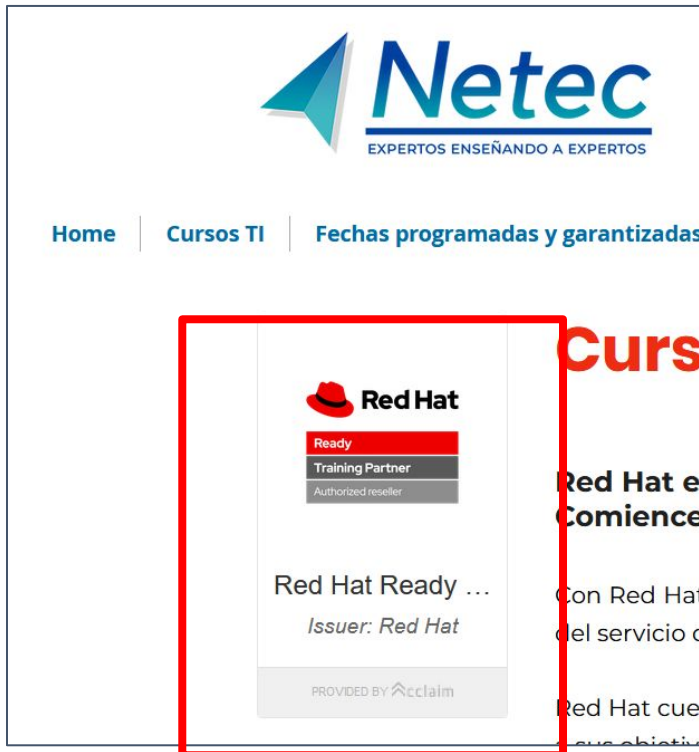 Netec
EXPERTOS ENSEÑANDO A EXPERTOS
Home
Cursos TI
Fechas programadas y garantizadas
Red Hat
Ready
Training Partner
Authorized reseller
Red Hat Ready ...
Issuer: Red Hat
PROVIDED BY Acclaim
Curs
Red Hat e
Comience
Con Red Hat
del servicio
Red Hat cue
a sus objetiv